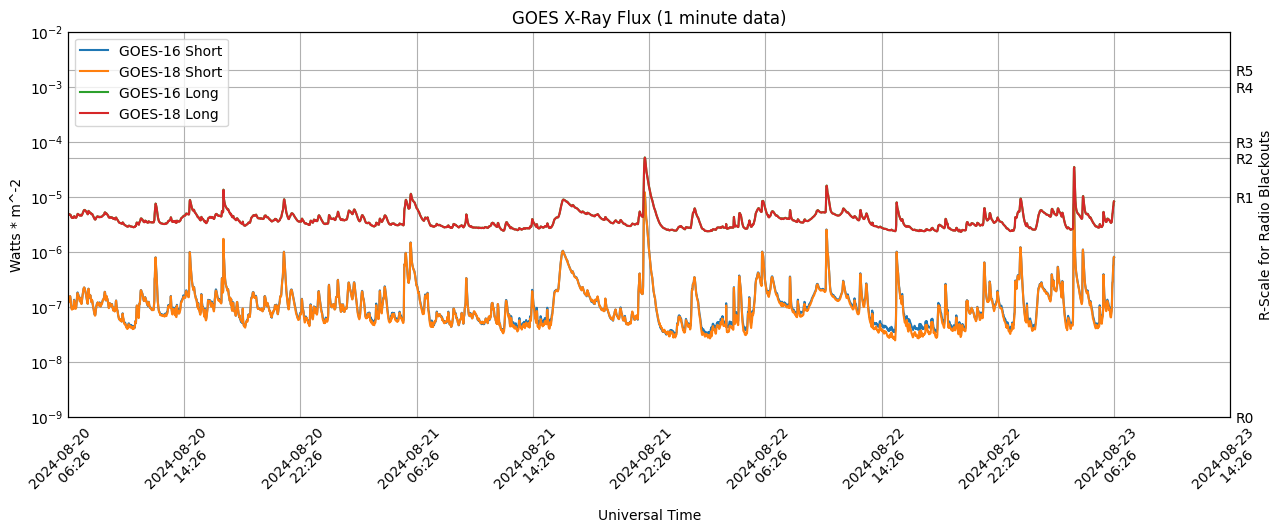 GOES X-Ray Flux (1 minute data)
GOES-16 Short
GOES-18 Short
GOES-16 Long
GOES-18 Long
Watts * m^-2
10⁻²
10⁻³
10⁻⁴
10⁻⁵
10⁻⁶
10⁻⁷
10⁻⁸
10⁻⁹
R5
R4
R3
R2
R1
R0
R-Scale for Radio Blackouts
2024-08-20
06:26
2024-08-20
14:26
2024-08-20
22:26
2024-08-21
06:26
2024-08-21
14:26
2024-08-21
22:26
2024-08-22
06:26
2024-08-22
14:26
2024-08-22
22:26
2024-08-23
06:26
2024-08-23
14:26
Universal Time